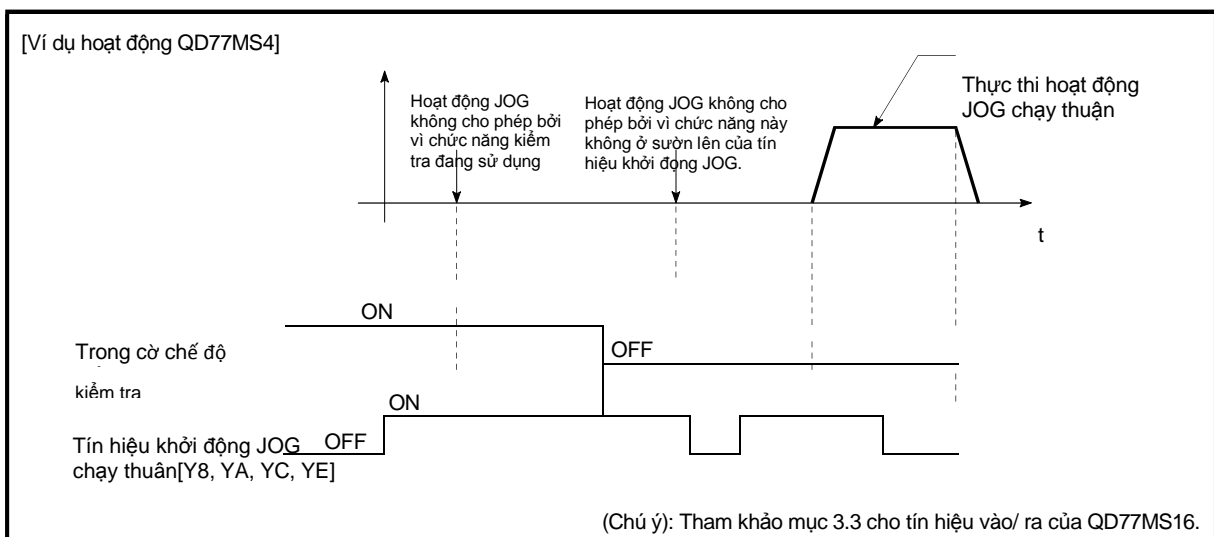 [Ví dụ hoạt động QD77MS4]
Hoạt động JOG
không cho phép bởi
vì chức năng kiểm
tra đang sử dụng
Hoạt động JOG không cho
phép bởi vì chức năng này
không ở sườn lên của tín
hiệu khởi động JOG.
Thực thi hoạt động
JOG chạy thuận
t
ON
OFF
Trong cờ chế độ
kiểm tra
ON
OFF
Tín hiệu khởi động JOG
chạy thuân[Y8, YA, YC, YE]
(Chú ý): Tham khảo mục 3.3 cho tín hiệu vào/ ra của QD77MS16.